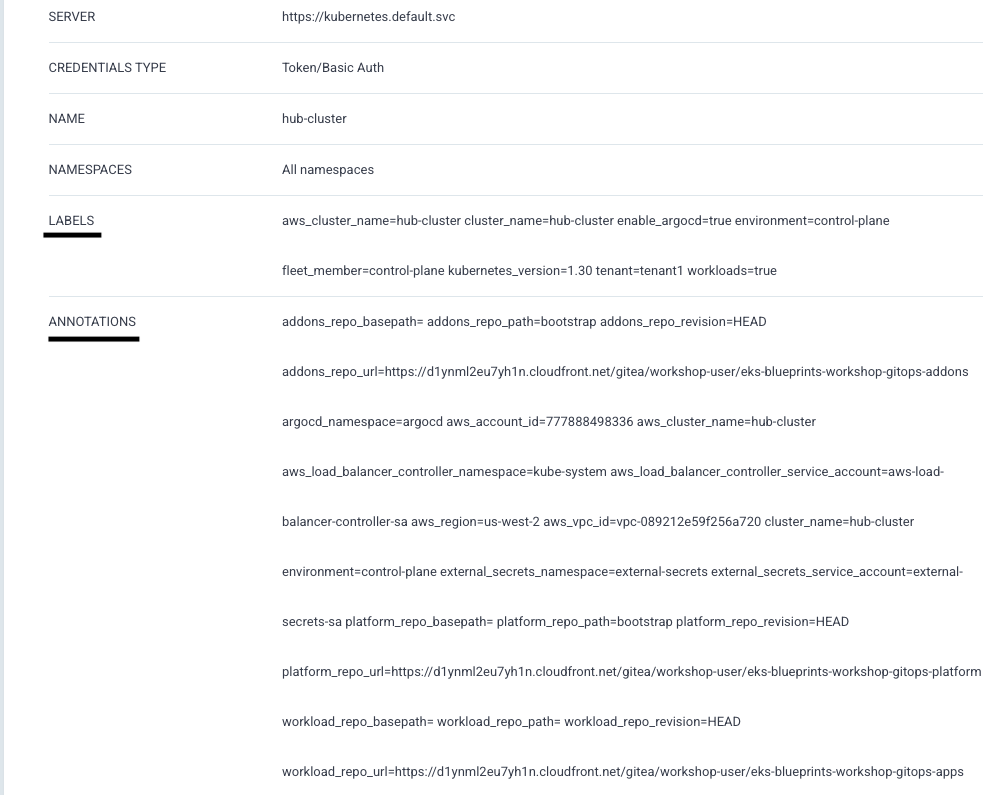 SERVER https://kubernetes.default.svc
CREDENTIALS TYPE Token/Basic Auth
NAME hub-cluster
NAMESPACES All namespaces
LABELS aws_cluster_name=hub-cluster cluster_name=hub-cluster enable_argocd=true environment=control-plane
fleet_member=control-plane kubernetes_version=1.30 tenant=tenant1 workloads=true
ANNOTATIONS addons_repo_basepath= addons_repo_path=bootstrap addons_repo_revision=HEAD
addons_repo_url=https://d1ynml2eu7yh1n.cloudfront.net/gitea/workshop-user/eks-blueprints-workshop-gitops-addons
argocd_namespace=argocd aws_account_id=777888498336 aws_cluster_name=hub-cluster
aws_load_balancer_controller_namespace=kube-system aws_load_balancer_controller_service_account=aws-load-
balancer-controller-sa aws_region=us-west-2 aws_vpc_id=vpc-089212e59f256a720 cluster_name=hub-cluster
environment=control-plane external_secrets_namespace=external-secrets external_secrets_service_account=external-
secrets-sa platform_repo_basepath= platform_repo_path=bootstrap platform_repo_revision=HEAD
platform_repo_url=https://d1ynml2eu7yh1n.cloudfront.net/gitea/workshop-user/eks-blueprints-workshop-gitops-platform
workload_repo_basepath= workload_repo_path= workload_repo_revision=HEAD
workload_repo_url=https://d1ynml2eu7yh1n.cloudfront.net/gitea/workshop-user/eks-blueprints-workshop-gitops-apps